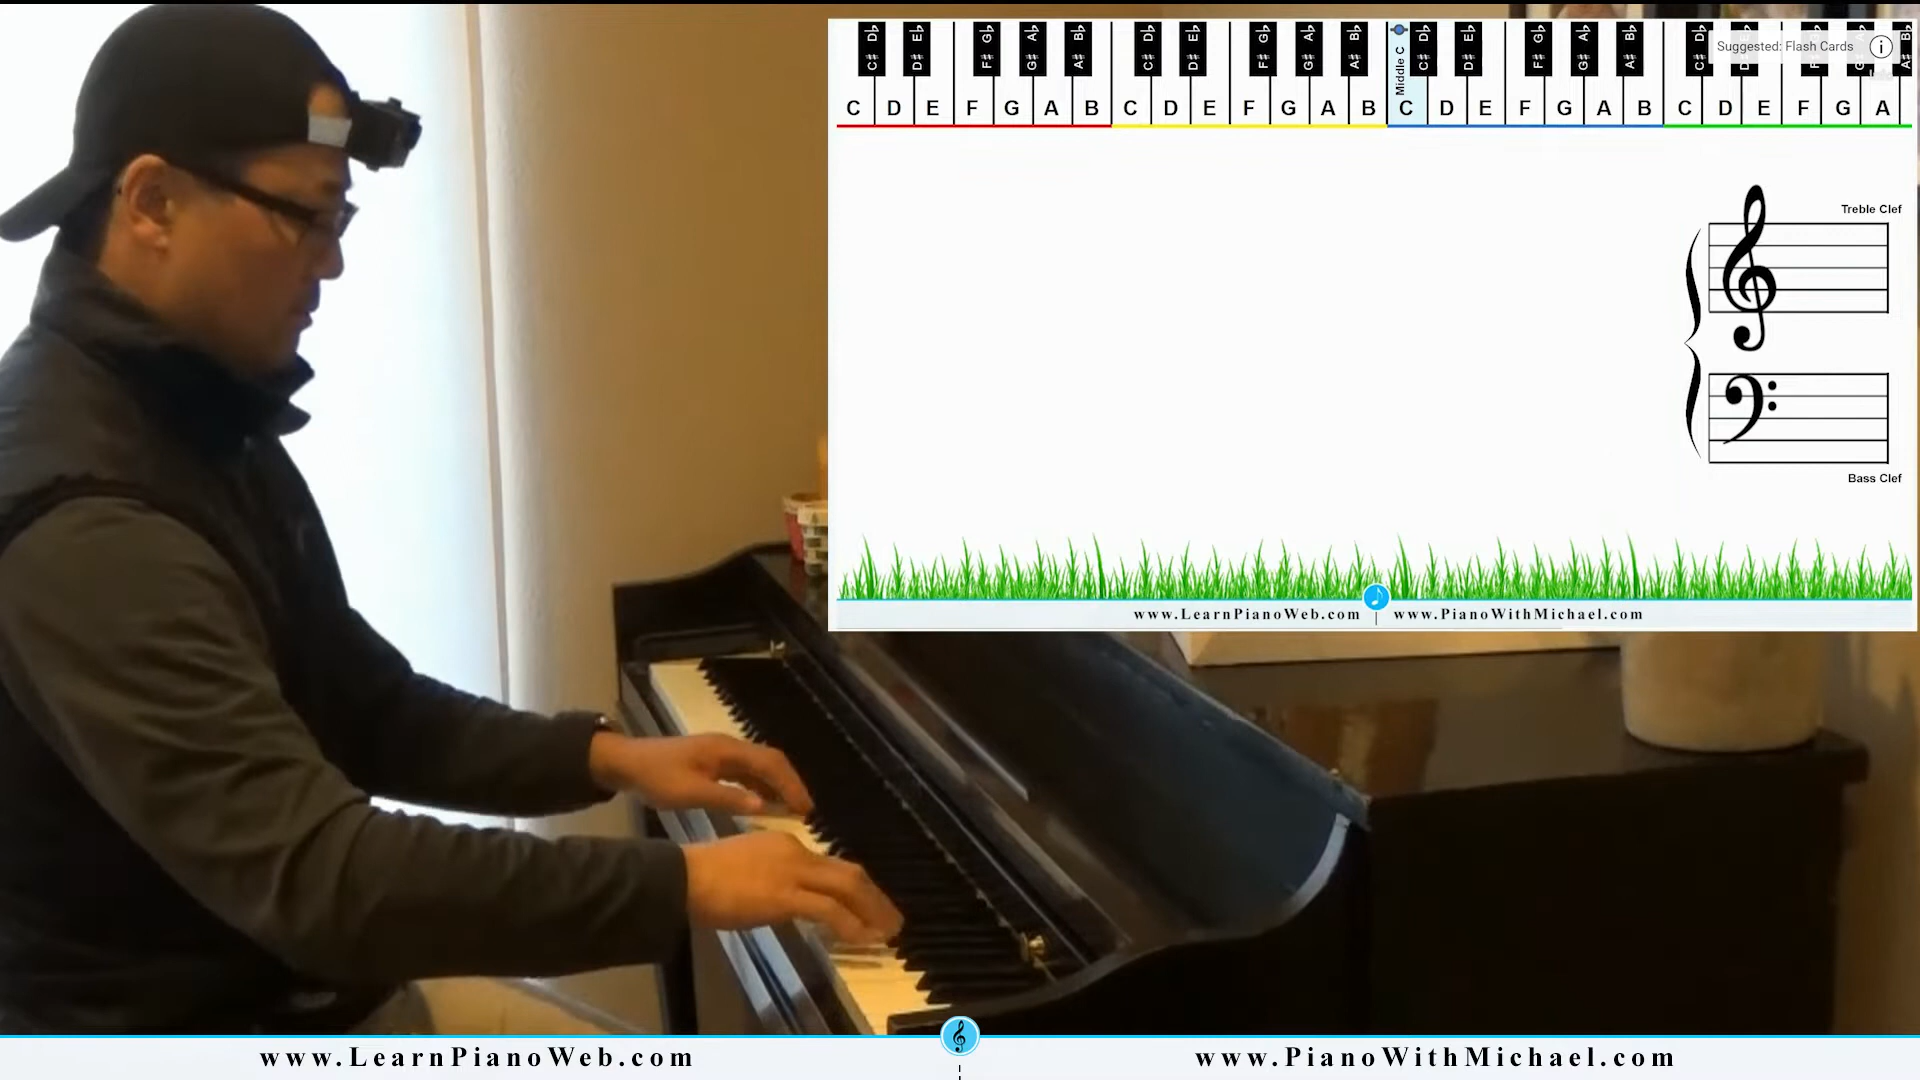 C# D♭ D# E♭ F# G♭ G# A♭ A# B♭ C# D♭ D# E♭ F# G♭ G# A♭ A# B♭ Middle C C# D♭ D# E♭ F# G♭ G# A♭ A# B♭ C# D♭
Suggested: Flash Cards
C D E F G A B C D E F G A B C D E F G A B C D E F G A
Treble Clef
Bass Clef
www.LearnPianoWeb.com www.PianoWithMichael.com
www.LearnPianoWeb.com www.PianoWithMichael.com